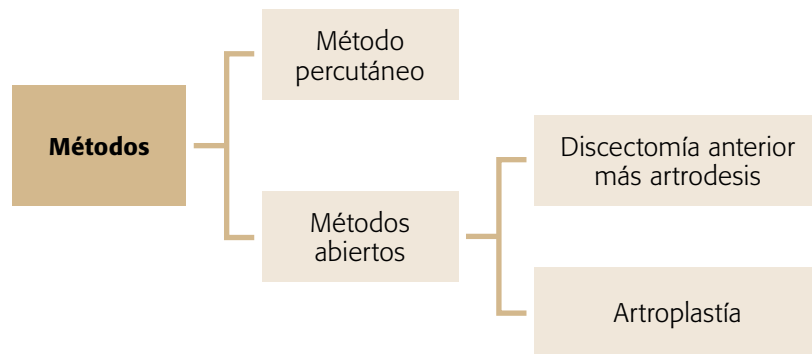 Métodos
Método
percutáneo
Métodos
abiertos
Discectomía anterior
más artrodesis
Artroplastía